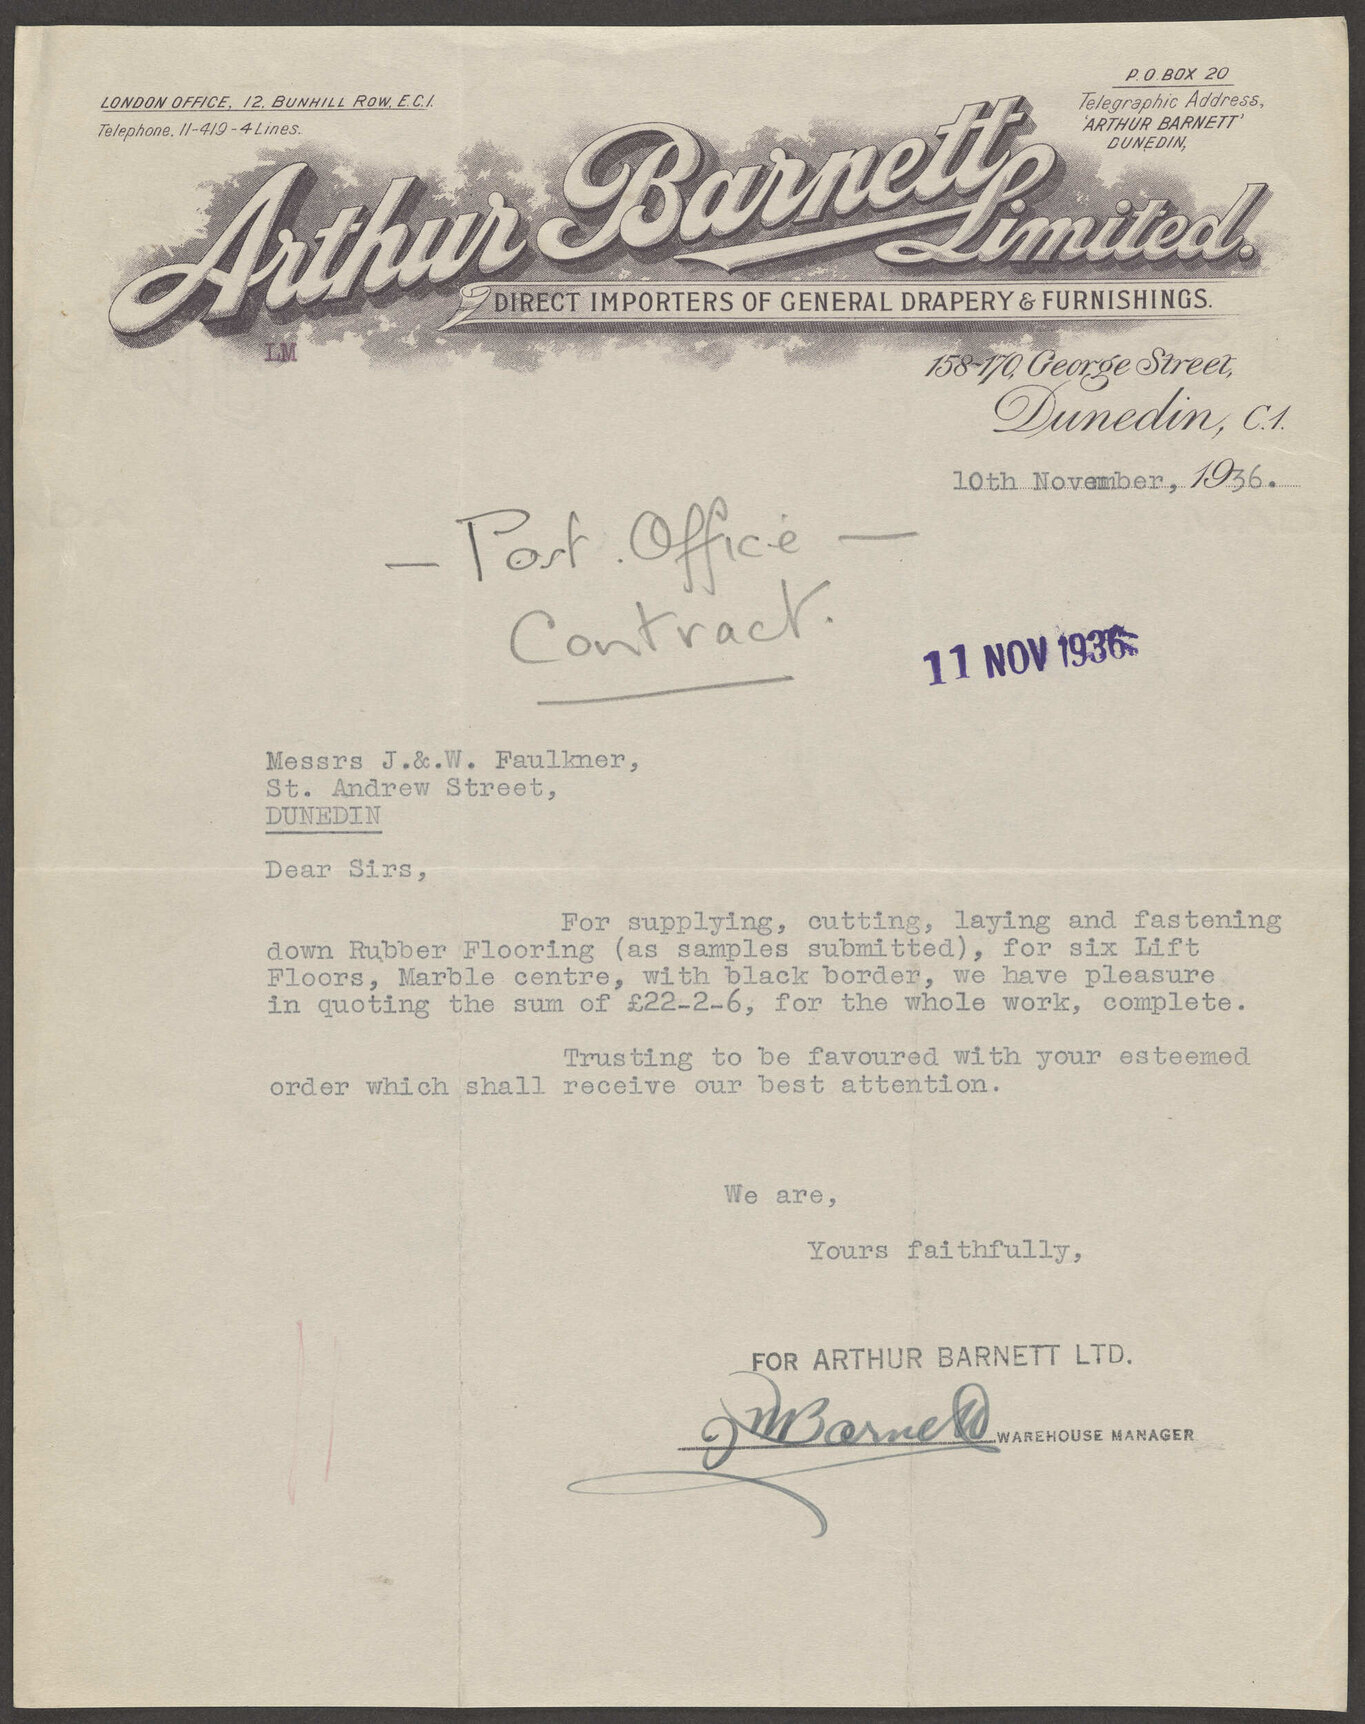 LONDON OFFICE, 12, BUNHILL ROW, E.C.1.
Telephone, 11-419-4 Lines.
P.O. BOX 20
Telegraphic Address,
'ARTHUR BARNETT'
DUNEDIN,
Arthur Barnett Limited.
DIRECT IMPORTERS OF GENERAL DRAPERY & FURNISHINGS.
LM
158-170, George Street,
Dunedin, C.1.
10th November, 1936.
- Post Office -
Contract.
11 NOV 1936
Messrs J.&.W. Faulkner,
St. Andrew Street,
DUNEDIN
Dear Sirs,
For supplying, cutting, laying and fastening
down Rubber Flooring (as samples submitted), for six Lift
Floors, Marble centre, with black border, we have pleasure
in quoting the sum of £22-2-6, for the whole work, complete.
Trusting to be favoured with your esteemed
order which shall receive our best attention.
We are,
Yours faithfully,
FOR ARTHUR BARNETT LTD.
Barnett WAREHOUSE MANAGER